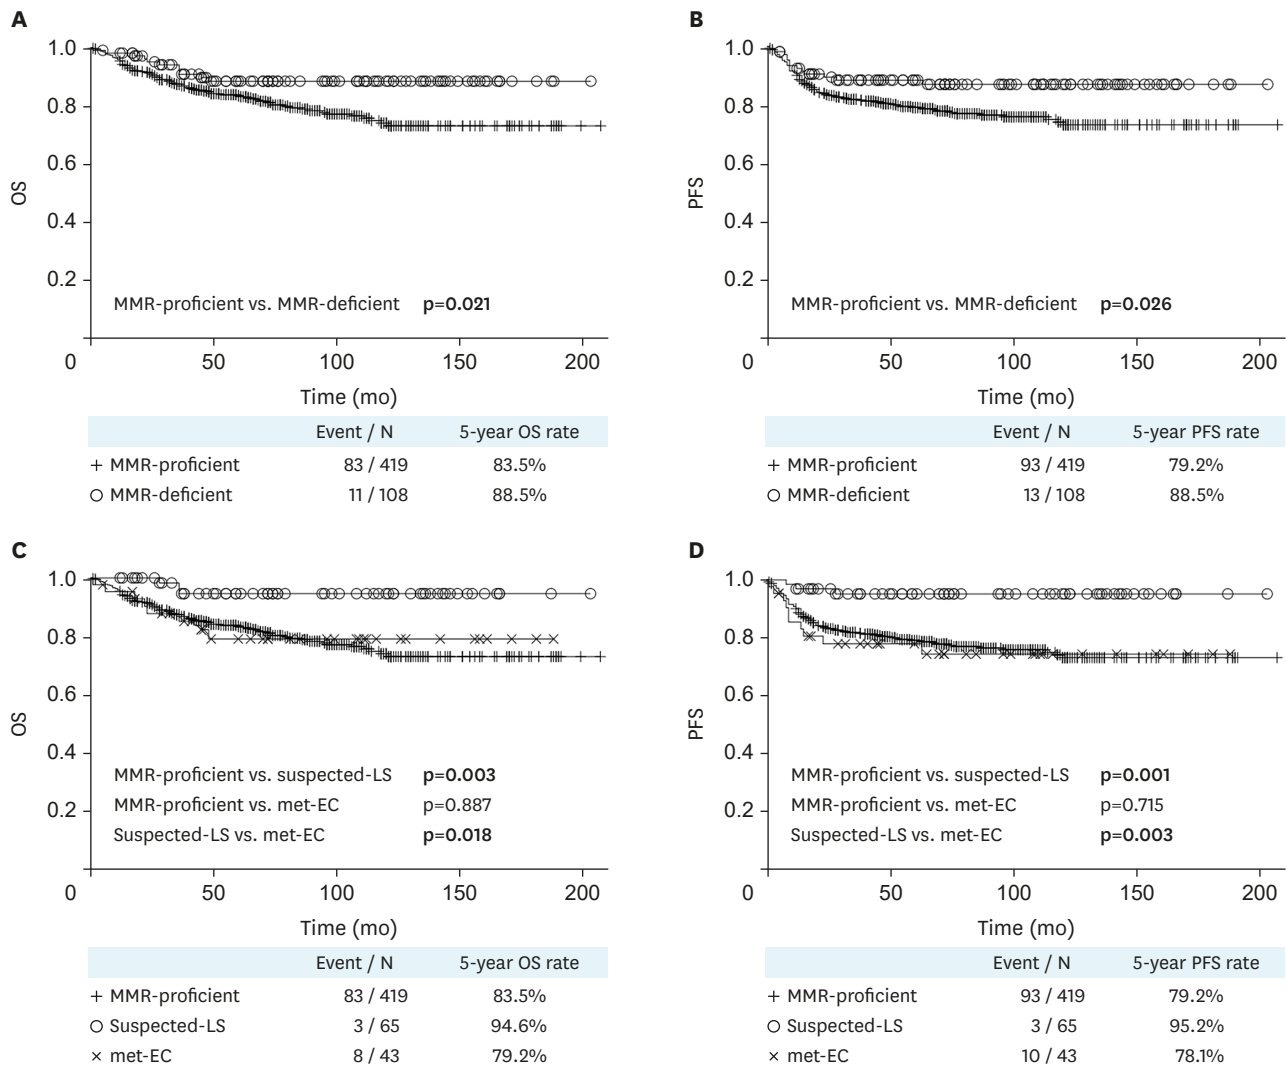 A
1.0
0.8
0.6
0.4
0.2
0
OS
MMR-proficient vs. MMR-deficient p=0.021
50 100 150 200
Time (mo)
Event / N 5-year OS rate
+ MMR-proficient 83 / 419 83.5%
○ MMR-deficient 11 / 108 88.5%
B
1.0
0.8
0.6
0.4
0.2
0
PFS
MMR-proficient vs. MMR-deficient p=0.026
50 100 150 200
Time (mo)
Event / N 5-year PFS rate
+ MMR-proficient 93 / 419 79.2%
○ MMR-deficient 13 / 108 88.5%
C
1.0
0.8
0.6
0.4
0.2
0
OS
MMR-proficient vs. suspected-LS p=0.003
MMR-proficient vs. met-EC p=0.887
Suspected-LS vs. met-EC p=0.018
50 100 150 200
Time (mo)
Event / N 5-year OS rate
+ MMR-proficient 83 / 419 83.5%
○ Suspected-LS 3 / 65 94.6%
× met-EC 8 / 43 79.2%
D
1.0
0.8
0.6
0.4
0.2
0
PFS
MMR-proficient vs. suspected-LS p=0.001
MMR-proficient vs. met-EC p=0.715
Suspected-LS vs. met-EC p=0.003
50 100 150 200
Time (mo)
Event / N 5-year PFS rate
+ MMR-proficient 93 / 419 79.2%
○ Suspected-LS 3 / 65 95.2%
× met-EC 10 / 43 78.1%